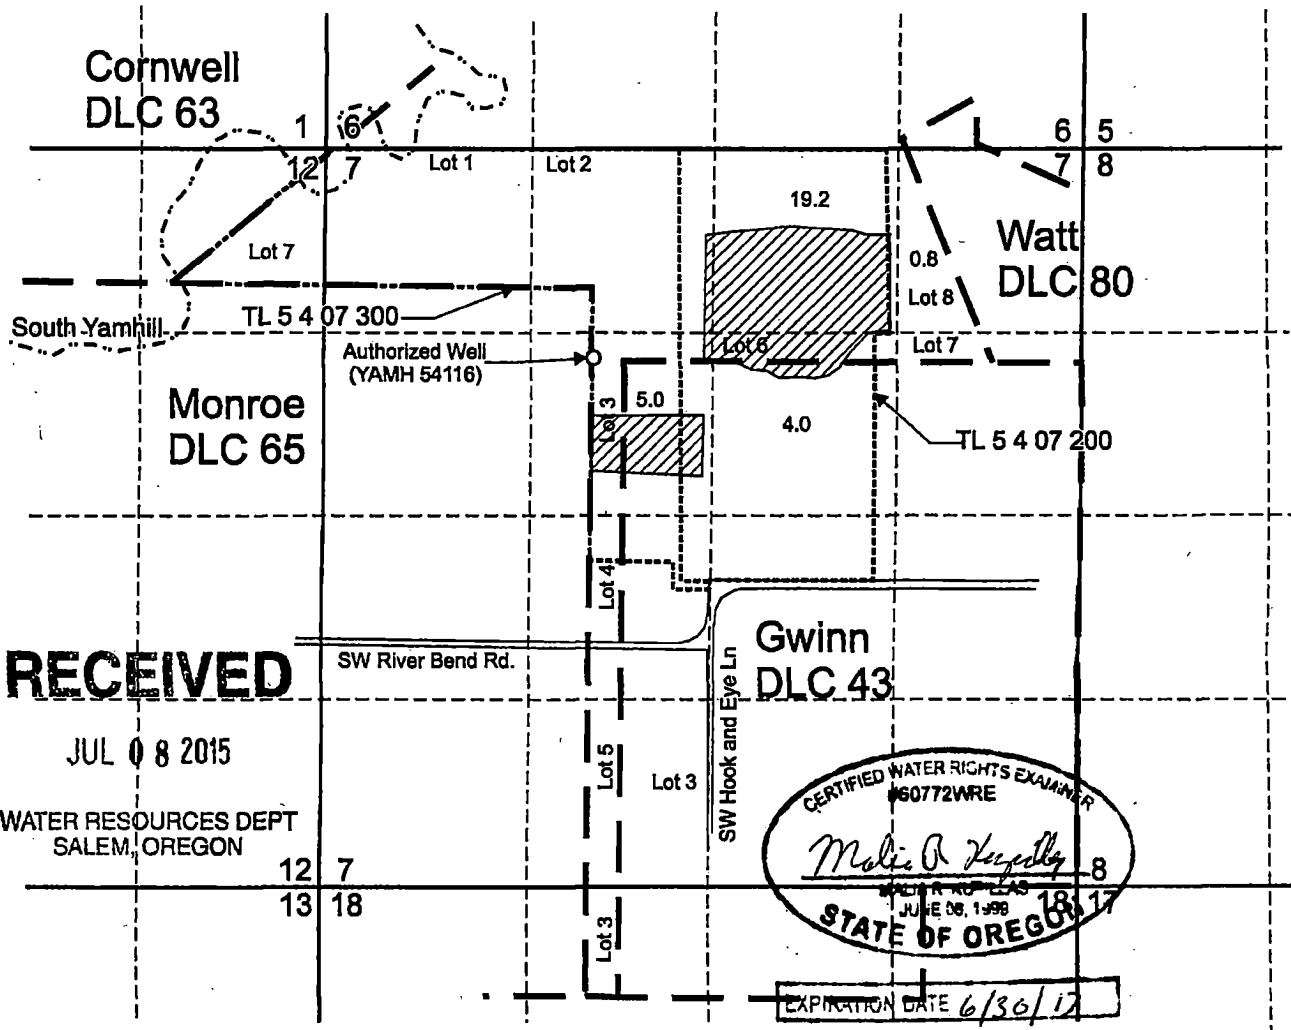 Cornwell
DLC 63
1 6
12 7
6 5
7 8
Lot 1
Lot 2
19.2
Watt
DLC 80
Lot 7
0.8
Lot 8
TL 5 4 07 300
South Yamhill
Authorized Well
(YAMH 54116)
Lot 6
Lot 7
Monroe
DLC 65
Lot 3
5.0
4.0
TL 5 4 07 200
Lot 4
SW River Bend Rd.
Gwinn
DLC 43
SW Hook and Eye Ln
RECEIVED
JUL 08 2015
WATER RESOURCES DEPT
SALEM, OREGON
Lot 5
Lot 3
12 7
13 18
8
18 17
Lot 3
CERTIFIED WATER RIGHTS EXAMINER
#60772WRE
JUNE 08, 1999
STATE OF OREGON
EXPIRATION DATE 6/30/17